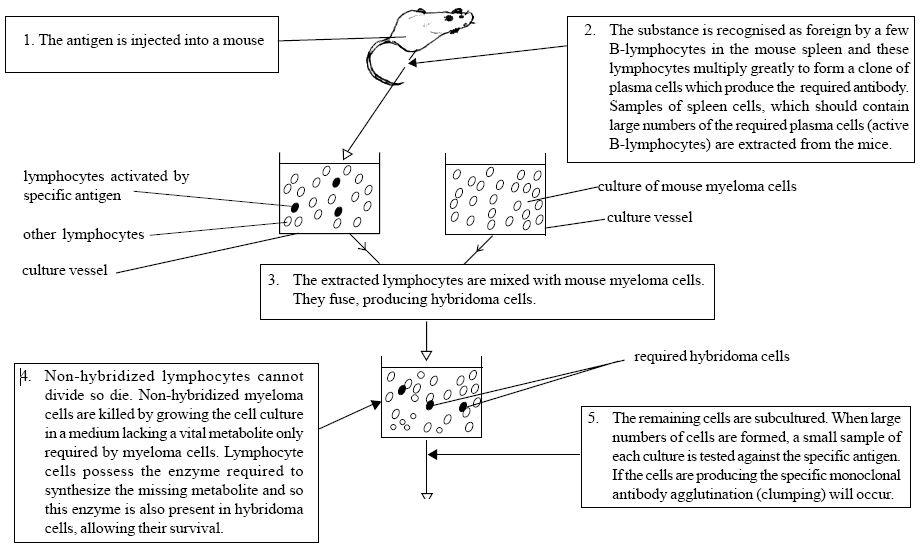 1. The antigen is injected into a mouse
2. The substance is recognised as foreign by a few
B-lymphocytes in the mouse spleen and these
lymphocytes multiply greatly to form a clone of
plasma cells which produce the required antibody.
Samples of spleen cells, which should contain
large numbers of the required plasma cells (active
B-lymphocytes) are extracted from the mice.
lymphocytes activated by
specific antigen
other lymphocytes
culture vessel
culture of mouse myeloma cells
culture vessel
3. The extracted lymphocytes are mixed with mouse myeloma cells.
They fuse, producing hybridoma cells.
required hybridoma cells
4. Non-hybridized lymphocytes cannot
divide so die. Non-hybridized myeloma
cells are killed by growing the cell culture
in a medium lacking a vital metabolite only
required by myeloma cells. Lymphocyte
cells possess the enzyme required to
synthesize the missing metabolite and so
this enzyme is also present in hybridoma
cells, allowing their survival.
5. The remaining cells are subcultured. When large
numbers of cells are formed, a small sample of
each culture is tested against the specific antigen.
If the cells are producing the specific monoclonal
antibody agglutination (clumping) will occur.